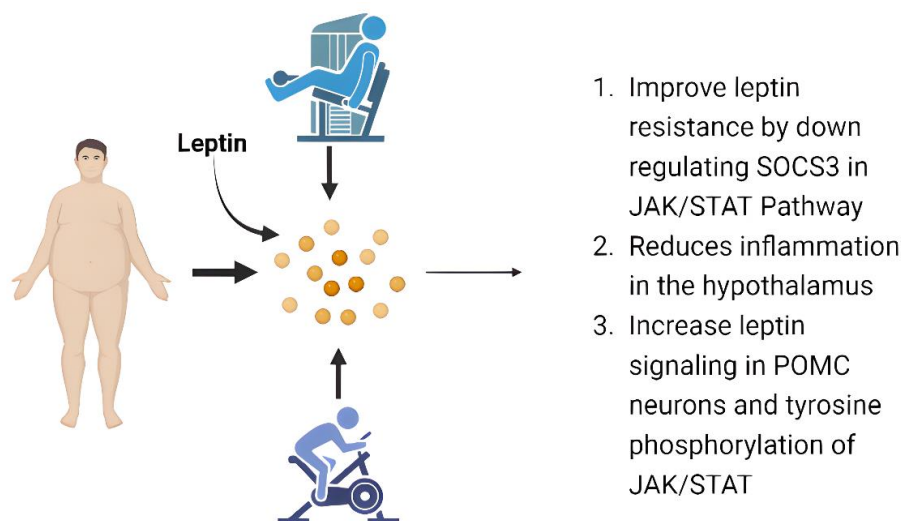 Leptin
1. Improve leptin
resistance by down
regulating SOCS3 in
JAK/STAT Pathway
2. Reduces inflammation
in the hypothalamus
3. Increase leptin
signaling in POMC
neurons and tyrosine
phosphorylation of
JAK/STAT